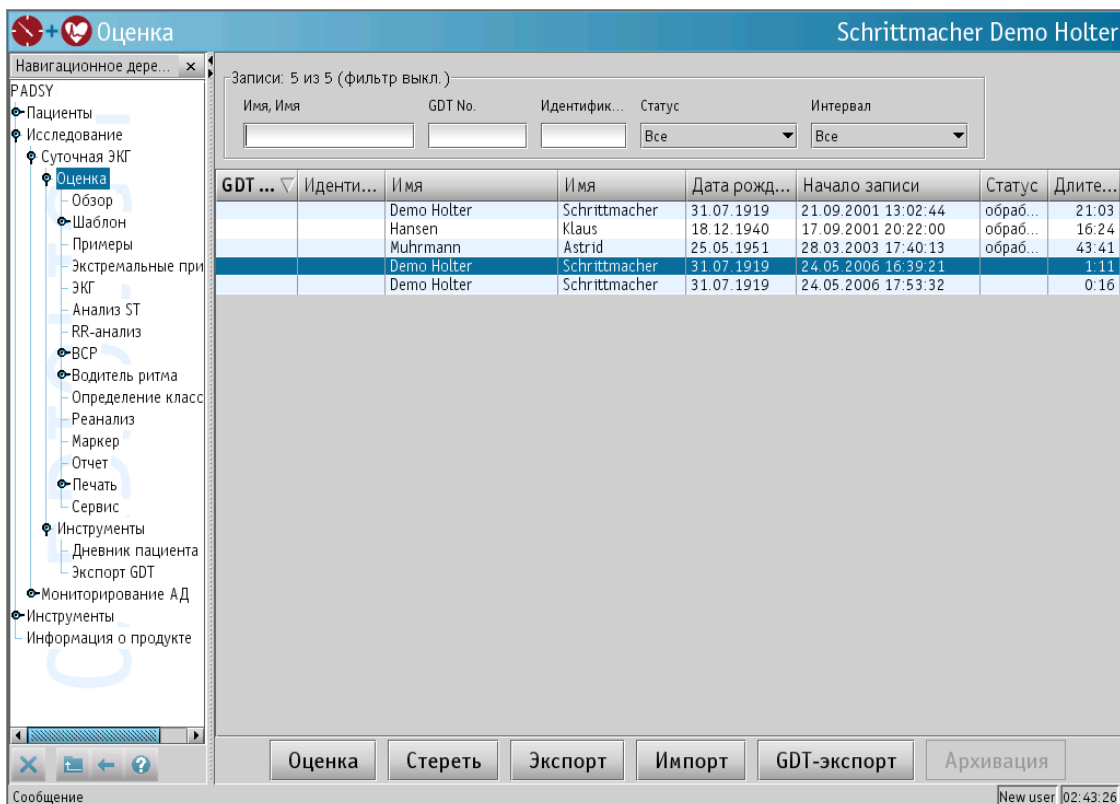 Оценка
Schrittmacher Demo Holter
Навигационное дере...
PADSY
Пациенты
Исследование
Суточная ЭКГ
Оценка
Обзор
Шаблон
Примеры
Экстремальные при
ЭКГ
Анализ ST
RR-анализ
ВСР
Водитель ритма
Определение класс
Реанализ
Маркер
Отчет
Печать
Сервис
Инструменты
Дневник пациента
Экспорт GDT
Мониторирование АД
Инструменты
Информация о продукте
Записи: 5 из 5 (фильтр выкл.)
Имя, Имя GDT No. Идентифик... Статус Интервал
Все Все
GDT ... Иденти... Имя Имя Дата рожд... Начало записи Статус Длите...
Demo Holter Schrittmacher 31.07.1919 21.09.2001 13:02:44 обраб... 21:03
Hansen Klaus 18.12.1940 17.09.2001 20:22:00 обраб... 16:24
Muhrmann Astrid 25.05.1951 28.03.2003 17:40:13 обраб... 43:41
Demo Holter Schrittmacher 31.07.1919 24.05.2006 16:39:21 1:11
Demo Holter Schrittmacher 31.07.1919 24.05.2006 17:53:32 0:16
Оценка Стереть Экспорт Импорт GDT-экспорт Архивация
Сообщение New user 02:43:26